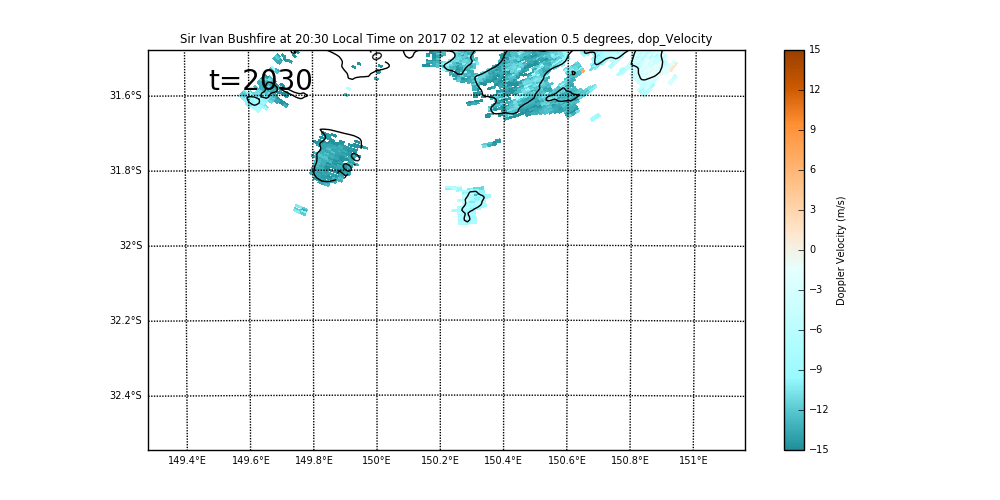 Sir Ivan Bushfire at 20:30 Local Time on 2017 02 12 at elevation 0.5 degrees, dop_Velocity
t=2030
31.6°S
31.8°S
32°S
32.2°S
32.4°S
149.4°E 149.6°E 149.8°E 150°E 150.2°E 150.4°E 150.6°E 150.8°E 151°E
15
12
9
6
3
0
−3
−6
−9
−12
−15
Doppler Velocity (m/s)